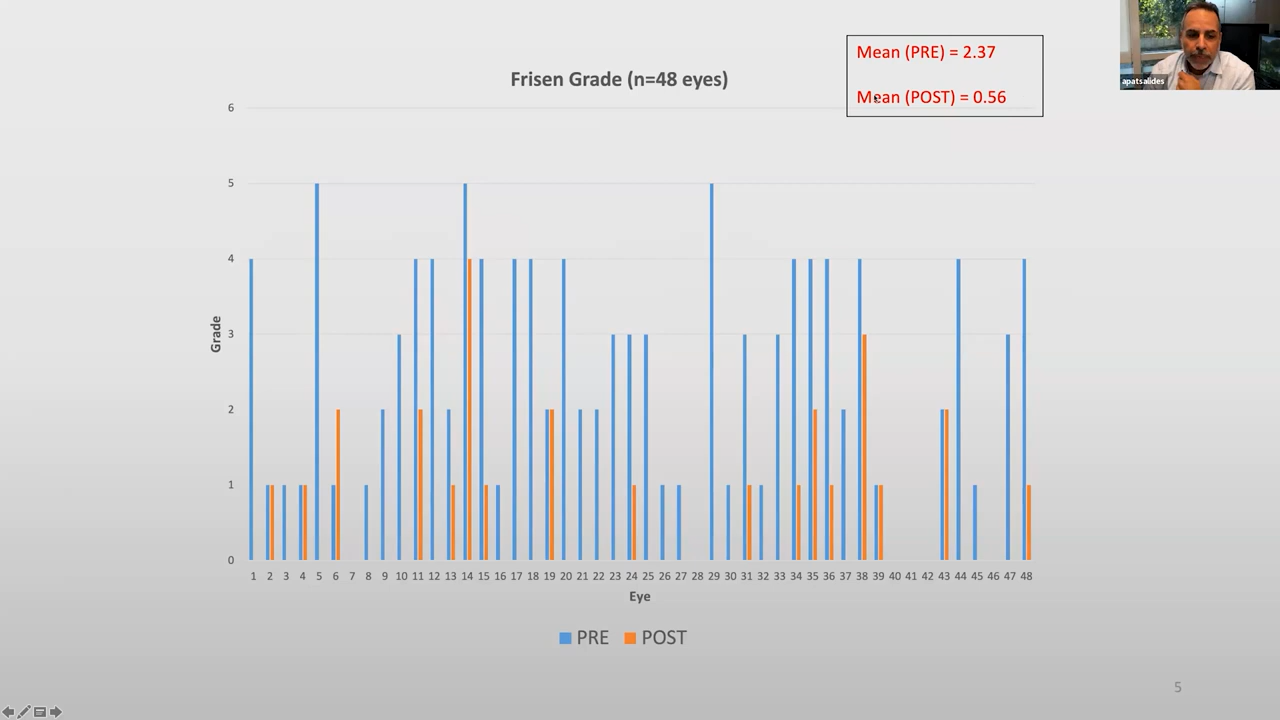 Mean (PRE) = 2.37
Mean (POST) = 0.56
apatsalides
Frisen Grade (n=48 eyes)
6
5
4
3
2
1
0
Grade
1 2 3 4 5 6 7 8 9 10 11 12 13 14 15 16 17 18 19 20 21 22 23 24 25 26 27 28 29 30 31 32 33 34 35 36 37 38 39 40 41 42 43 44 45 46 47 48
Eye
PRE POST
5